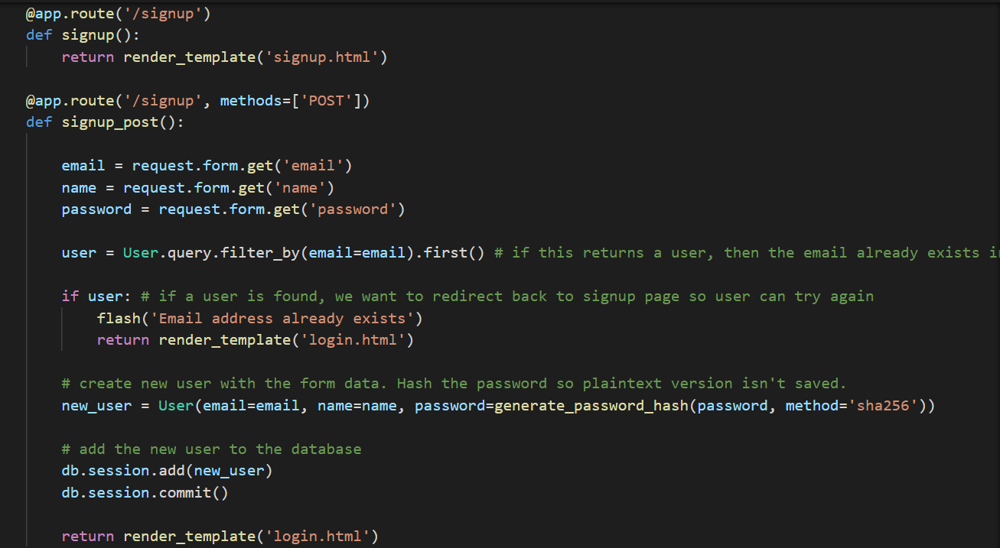 @app.route('/signup')
def signup():
    return render_template('signup.html')

@app.route('/signup', methods=['POST'])
def signup_post():

    email = request.form.get('email')
    name = request.form.get('name')
    password = request.form.get('password')

    user = User.query.filter_by(email=email).first() # if this returns a user, then the email already exists

    if user: # if a user is found, we want to redirect back to signup page so user can try again
        flash('Email address already exists')
        return render_template('login.html')

    # create new user with the form data. Hash the password so plaintext version isn't saved.
    new_user = User(email=email, name=name, password=generate_password_hash(password, method='sha256'))

    # add the new user to the database
    db.session.add(new_user)
    db.session.commit()

    return render_template('login.html')